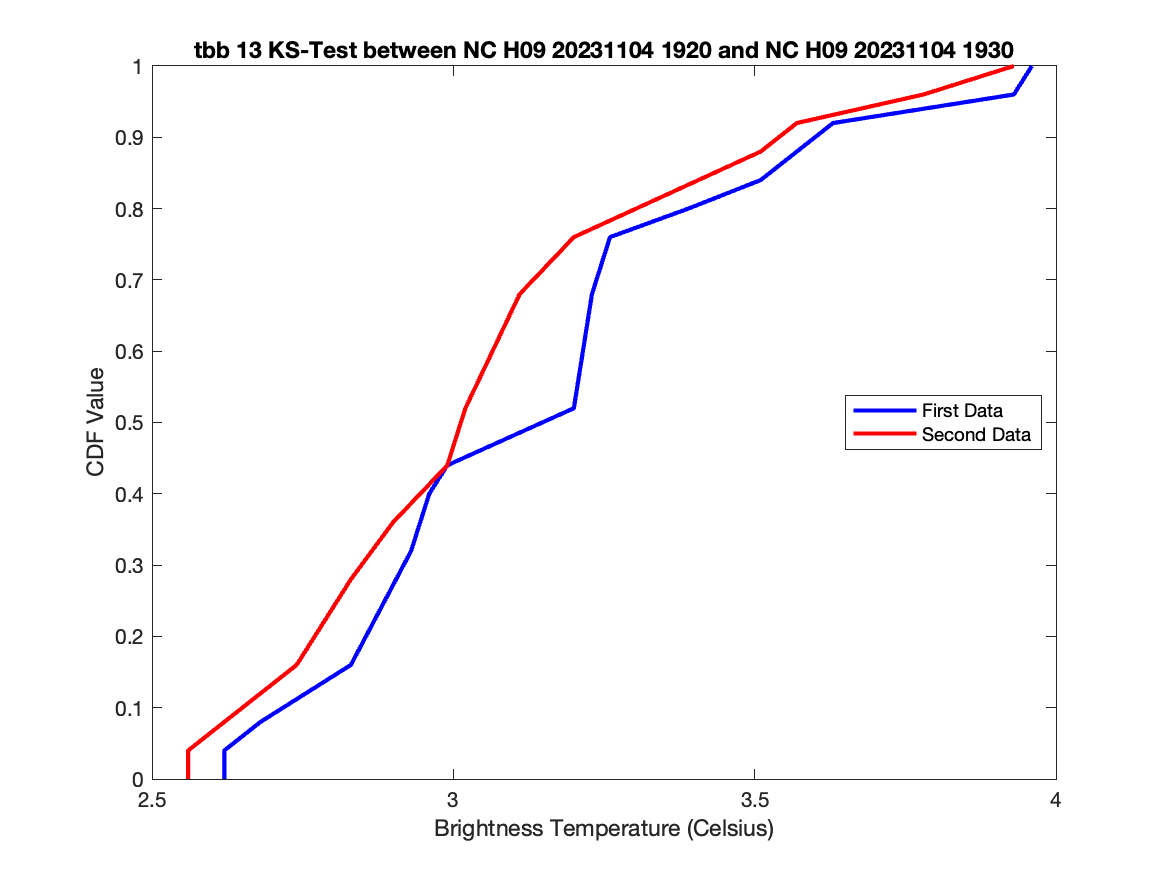 tbb 13 KS-Test between NC H09 20231104 1920 and NC H09 20231104 1930
1
0.9
0.8
0.7
0.6
0.5
0.4
0.3
0.2
0.1
0
CDF Value
First Data
Second Data
2.5 3 3.5 4
Brightness Temperature (Celsius)